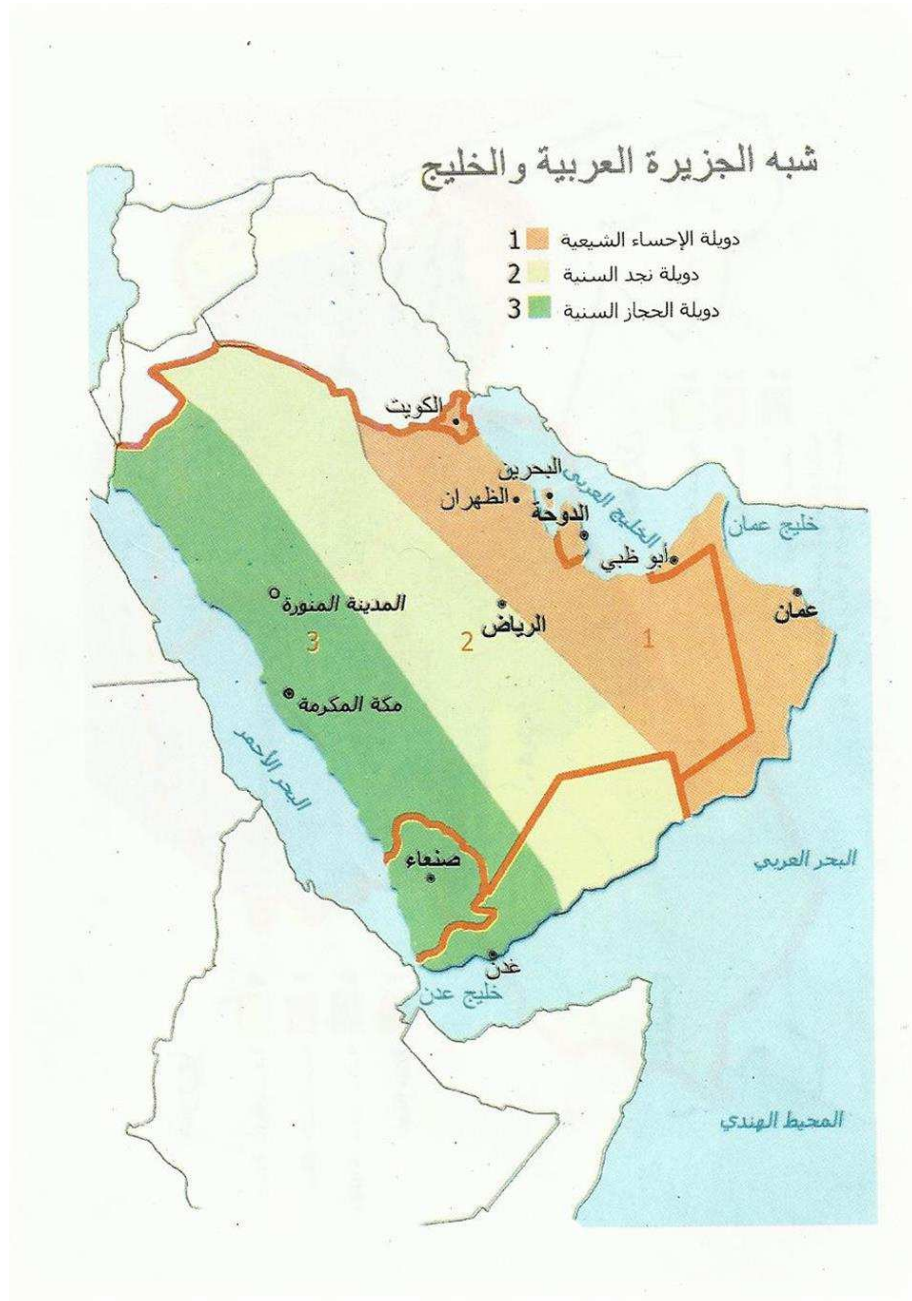 شبه الجزيرة العربية والخليج
1 دويلة الإحساء الشيعية
2 دويلة نجد السنية
3 دويلة الحجاز السنية
الكويت
البحرين
الظهران
الخليج العربى
الدوحة
خليج عمان
أبو ظبي
عمان
المدينة المنورة
الرياض
3
2
1
مكة المكرمة
البحر الأحمر
صنعاء
البحر العربي
عدن
خليج عدن
المحيط الهندي